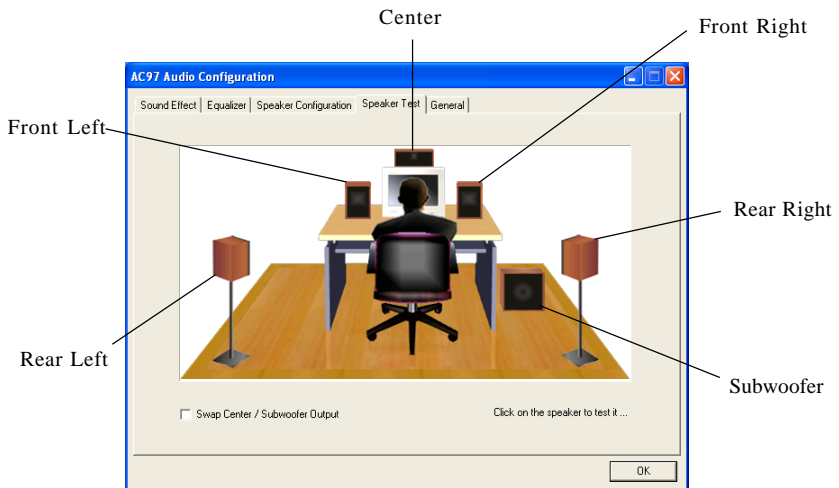 Center
Front Right
AC97 Audio Configuration
Sound Effect Equalizer Speaker Configuration Speaker Test General
Front Left
Rear Right
Rear Left
Subwoofer
Swap Center / Subwoofer Output
Click on the speaker to test it ...
OK